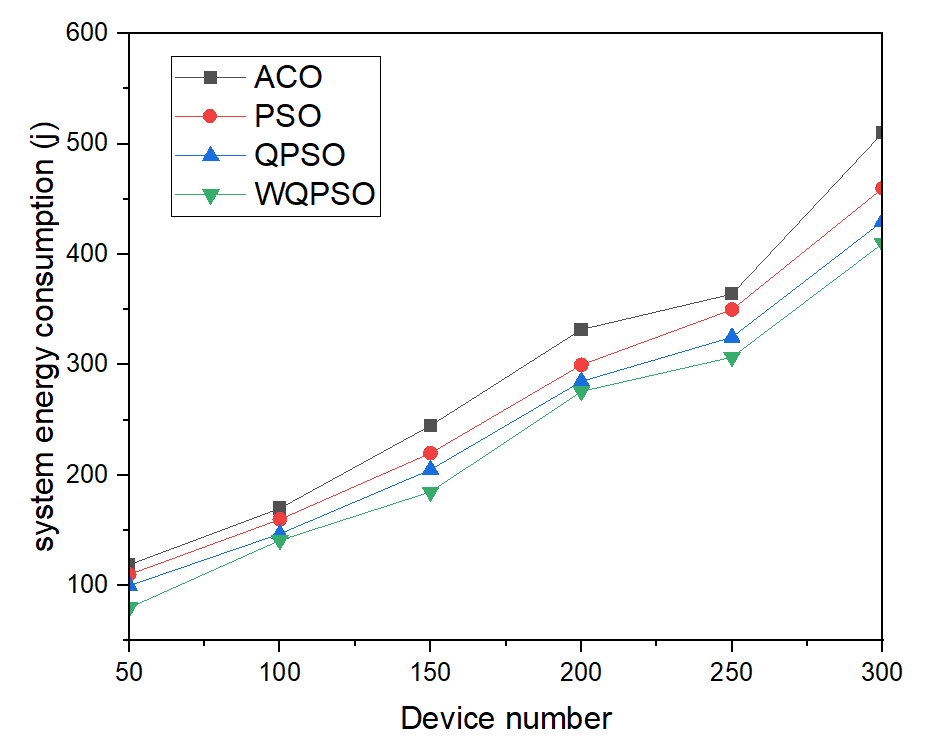 600
500
400
300
200
100
system energy consumption (j)
ACO
PSO
QPSO
WQPSO
50 100 150 200 250 300
Device number